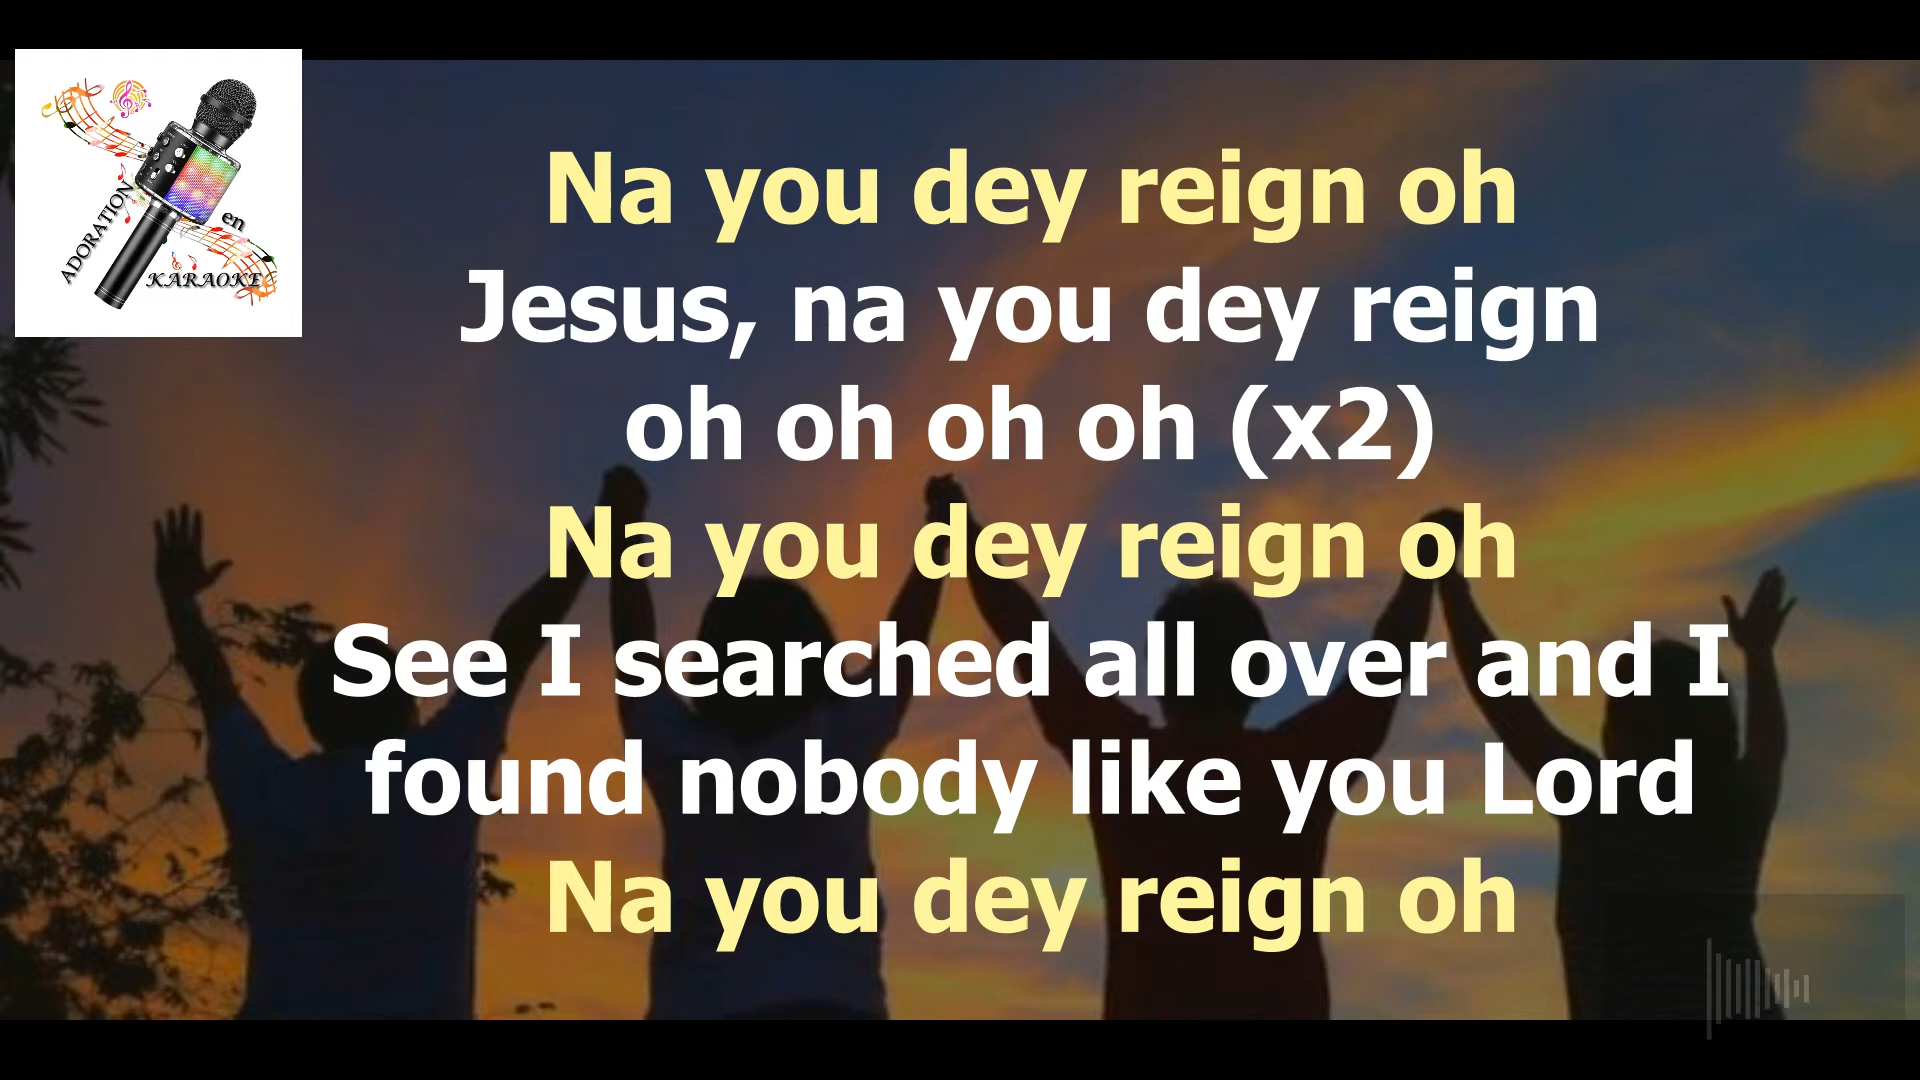 ADORATION
en
KARAOKE
Na you dey reign oh
Jesus, na you dey reign
oh oh oh oh (x2)
Na you dey reign oh
See I searched all over and I
found nobody like you Lord
Na you dey reign oh